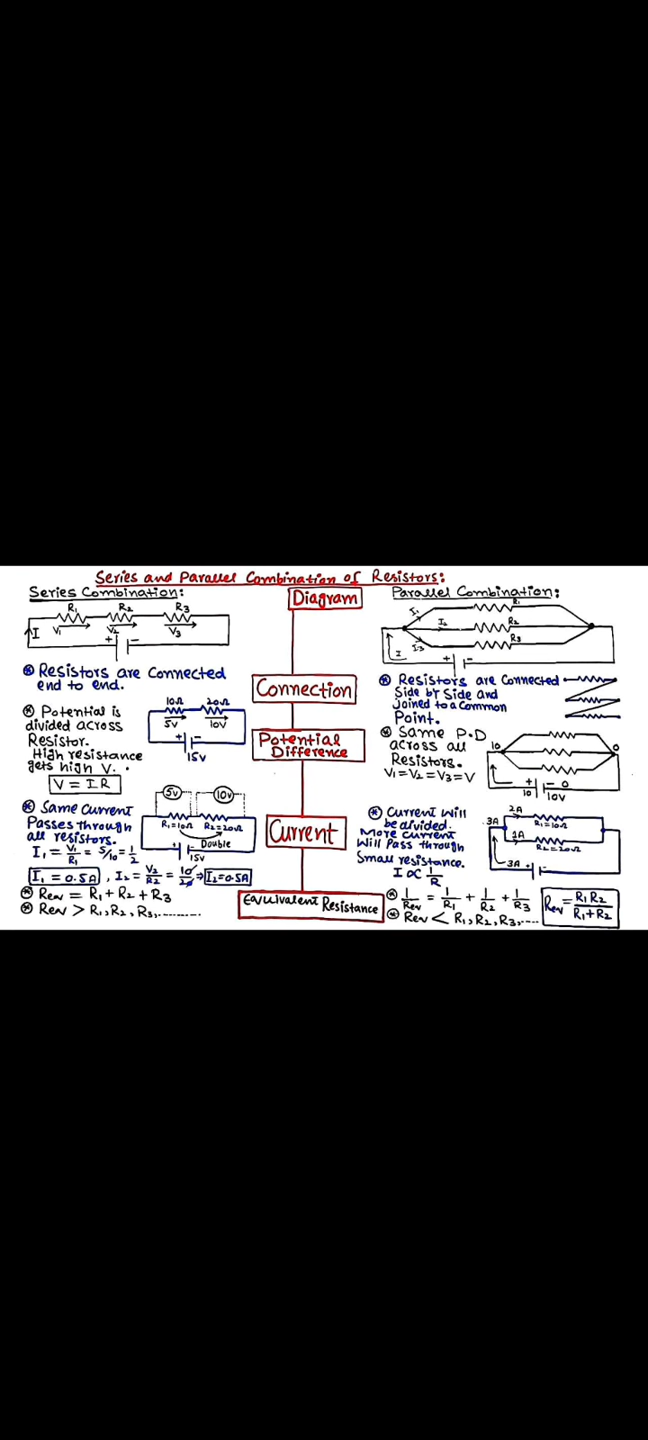 Series and Parallel Combination of Resistors:
Series Combination:
R1 R2 R3
I V1 V2 V3
+ -
Diagram
Parallel Combination:
I1 R1
I2 R2
I3 R3
I
+ -
* Resistors are Connected
end to end.
Connection
* Resistors are Connected
Side by Side and
Joined to a Common
Point.
* Potential is
divided across
Resistor.
High resistance
gets high V.
V = IR
10Ω 20Ω
5V 10V
+ -
15V
Potential
Difference
* Same P.D
across all
Resistors.
V1=V2=V3=V
10 0
+ - 0
10 10V
* Same Current
Passes through
all resistors.
I1 = V1/R1 = 5/10 = 1/2
I1 = 0.5A , I2 = V2/R2 = 10/20 ⇒ I2=0.5A
5V 10V
R1=10Ω R2=20Ω
Double
+ -
15V
Current
* Current will
be divided.
More current
Will Pass through
Small resistance.
I ∝ 1/R
2A
R1=10Ω
3A
1A
R2=20Ω
3A + -
* Req = R1 + R2 + R3
* Req > R1, R2, R3,.........
Equivalent Resistance
* 1/Req = 1/R1 + 1/R2 + 1/R3
Req = R1 R2/R1+R2
* Req < R1, R2, R3,.....